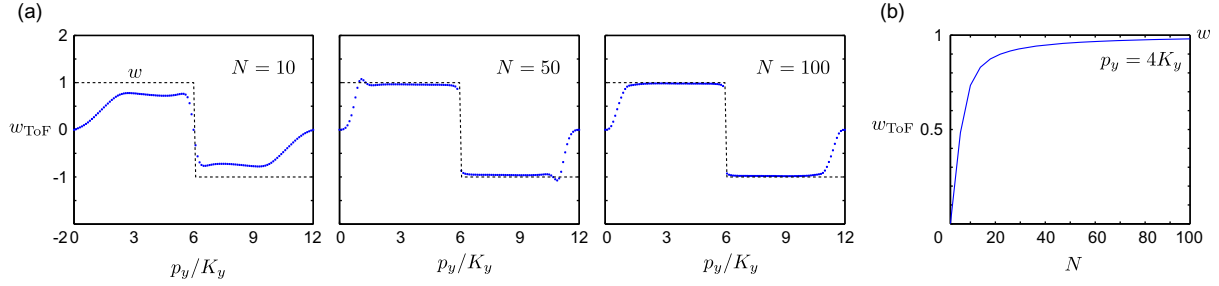 (a)
(b)
2
1
0
-1
-2
w_ToF
w
N = 10
0 3 6 9 12
p_y/K_y
N = 50
0 3 6 9 12
p_y/K_y
N = 100
0 3 6 9 12
p_y/K_y
1
0.5
0
w_ToF
w
p_y = 4K_y
20 40 60 80 100
N